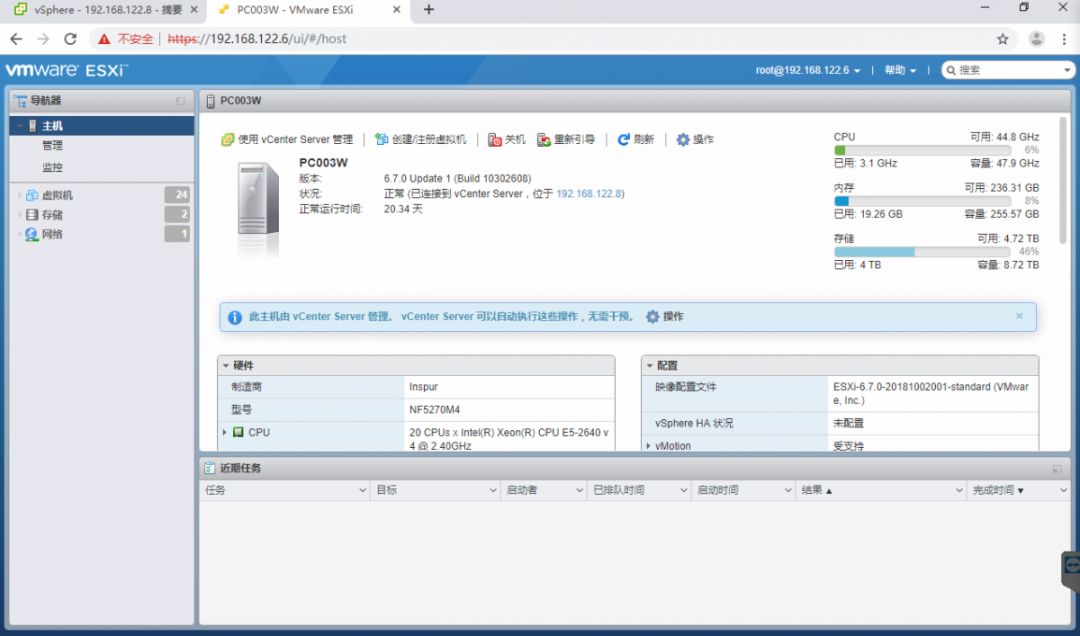 vSphere - 192.168.122.8 - 摘要
PC003W - VMware ESXi
不安全 | https://192.168.122.6/ui/#/host
vmware ESXi™
root@192.168.122.6 | 帮助 | 搜索
导航器
主机
管理
监控
虚拟机 24
存储 2
网络 1
PC003W
使用 vCenter Server 管理 | 创建/注册虚拟机 | 关机 重新引导 | 刷新 | 操作
PC003W
版本: 6.7.0 Update 1 (Build 10302608)
状况: 正常 (已连接到 vCenter Server，位于 192.168.122.8)
正常运行时间: 20.34 天
CPU 可用: 44.8 GHz
6%
已用: 3.1 GHz 容量: 47.9 GHz
内存 可用: 236.31 GB
8%
已用: 19.26 GB 容量: 255.57 GB
存储 可用: 4.72 TB
46%
已用: 4 TB 容量: 8.72 TB
此主机由 vCenter Server 管理。 vCenter Server 可以自动执行这些操作，无需干预。 操作
硬件
制造商 Inspur
型号 NF5270M4
CPU 20 CPUs x Intel(R) Xeon(R) CPU E5-2640 v
4 @ 2.40GHz
配置
映像配置文件 ESXi-6.7.0-20181002001-standard (VMwar
e, Inc.)
vSphere HA 状况 未配置
vMotion 受支持
近期任务
任务 目标 启动者 已排队时间 启动时间 结果▲ 完成时间▼